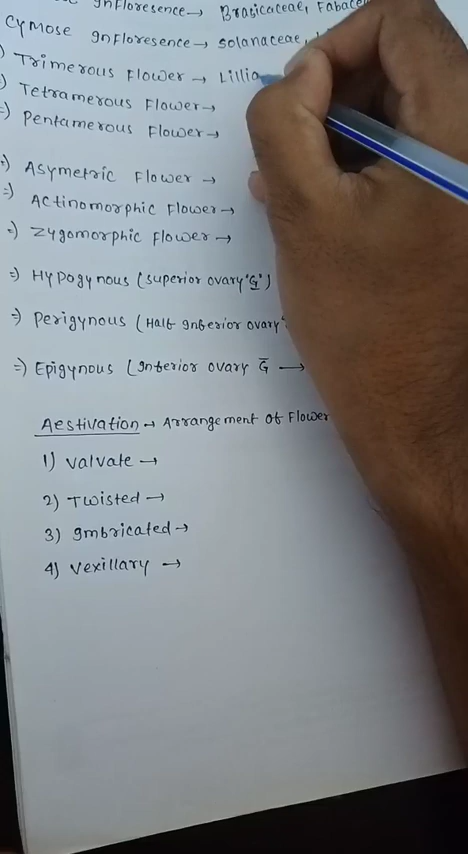 Infloresence → Brasicaceae, Fabace
Cymose Inforesence → Solanaceae,
Trimerous Flower → Lillia
Tetramerous Flower →
=) Pentamerous Flower →
=) Asymetric Flower →
=) Actinomorphic Flower →
=) Zygomorphic Flower →
=) Hypogynous (Superior ovary 'G')
=) Perigynous (Half Inferior ovary
=) Epigynous (Inferior ovary G̅ →
Aestivation → Arrangement of Flower
1) Valvate →
2) Twisted →
3) Imbricated →
4) Vexillary →